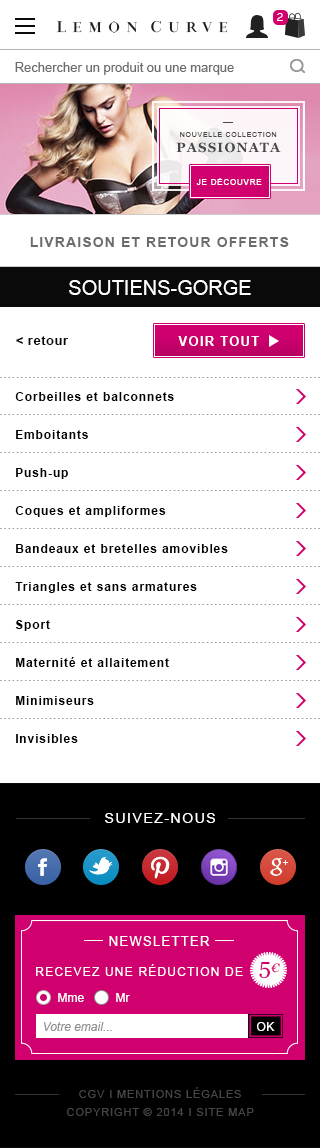 LEMON CURVE
2
Rechercher un produit ou une marque
NOUVELLE COLLECTION
PASSIONATA
JE DÉCOUVRE
LIVRAISON ET RETOUR OFFERTS
SOUTIENS-GORGE
< retour
VOIR TOUT
Corbeilles et balconnets
Emboitants
Push-up
Coques et ampliformes
Bandeaux et bretelles amovibles
Triangles et sans armatures
Sport
Maternité et allaitement
Minimiseurs
Invisibles
SUIVEZ-NOUS
f
g+
NEWSLETTER
RECEVEZ UNE RÉDUCTION DE 5€
Mme Mr
Votre email... OK
CGV I MENTIONS LÉGALES
COPYRIGHT © 2014 I SITE MAP